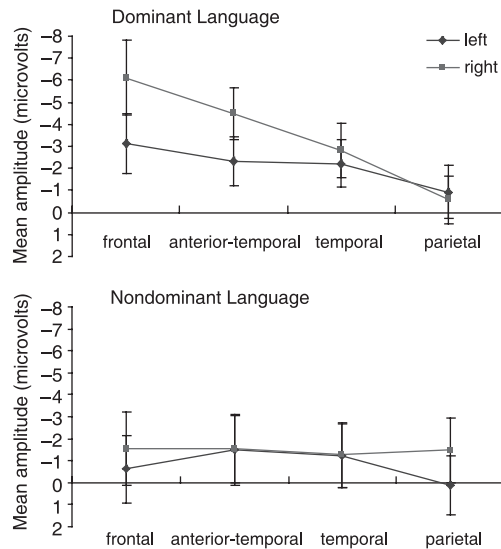 Dominant Language
left
right
Mean amplitude (microvolts)
–8
–7
–6
–5
–4
–3
–2
–1
0
1
2
frontal anterior-temporal temporal parietal
Nondominant Language
Mean amplitude (microvolts)
–8
–7
–6
–5
–4
–3
–2
–1
0
1
2
frontal anterior-temporal temporal parietal